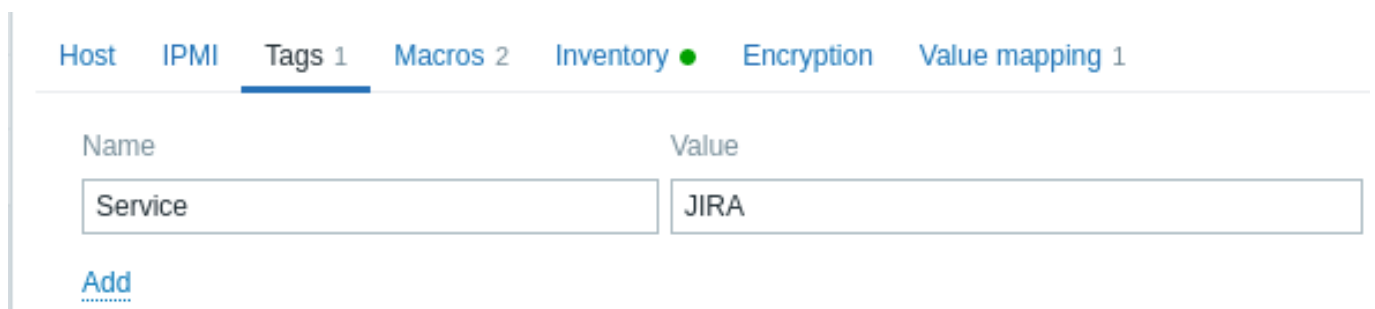 Host IPMI Tags 1 Macros 2 Inventory Encryption Value mapping 1
Name Value
Service JIRA
Add